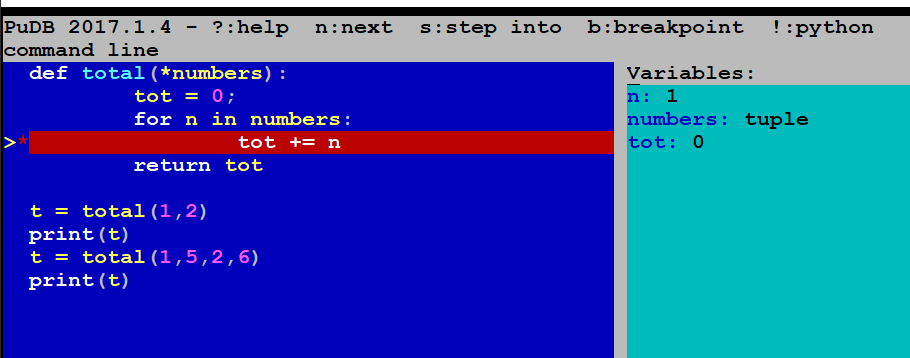 PuDB 2017.1.4 - ?:help  n:next  s:step into  b:breakpoint  !:python
command line
def total(*numbers):
        tot = 0;
        for n in numbers:
>*                tot += n
        return tot
t = total(1,2)
print(t)
t = total(1,5,2,6)
print(t)
Variables:
n: 1
numbers: tuple
tot: 0